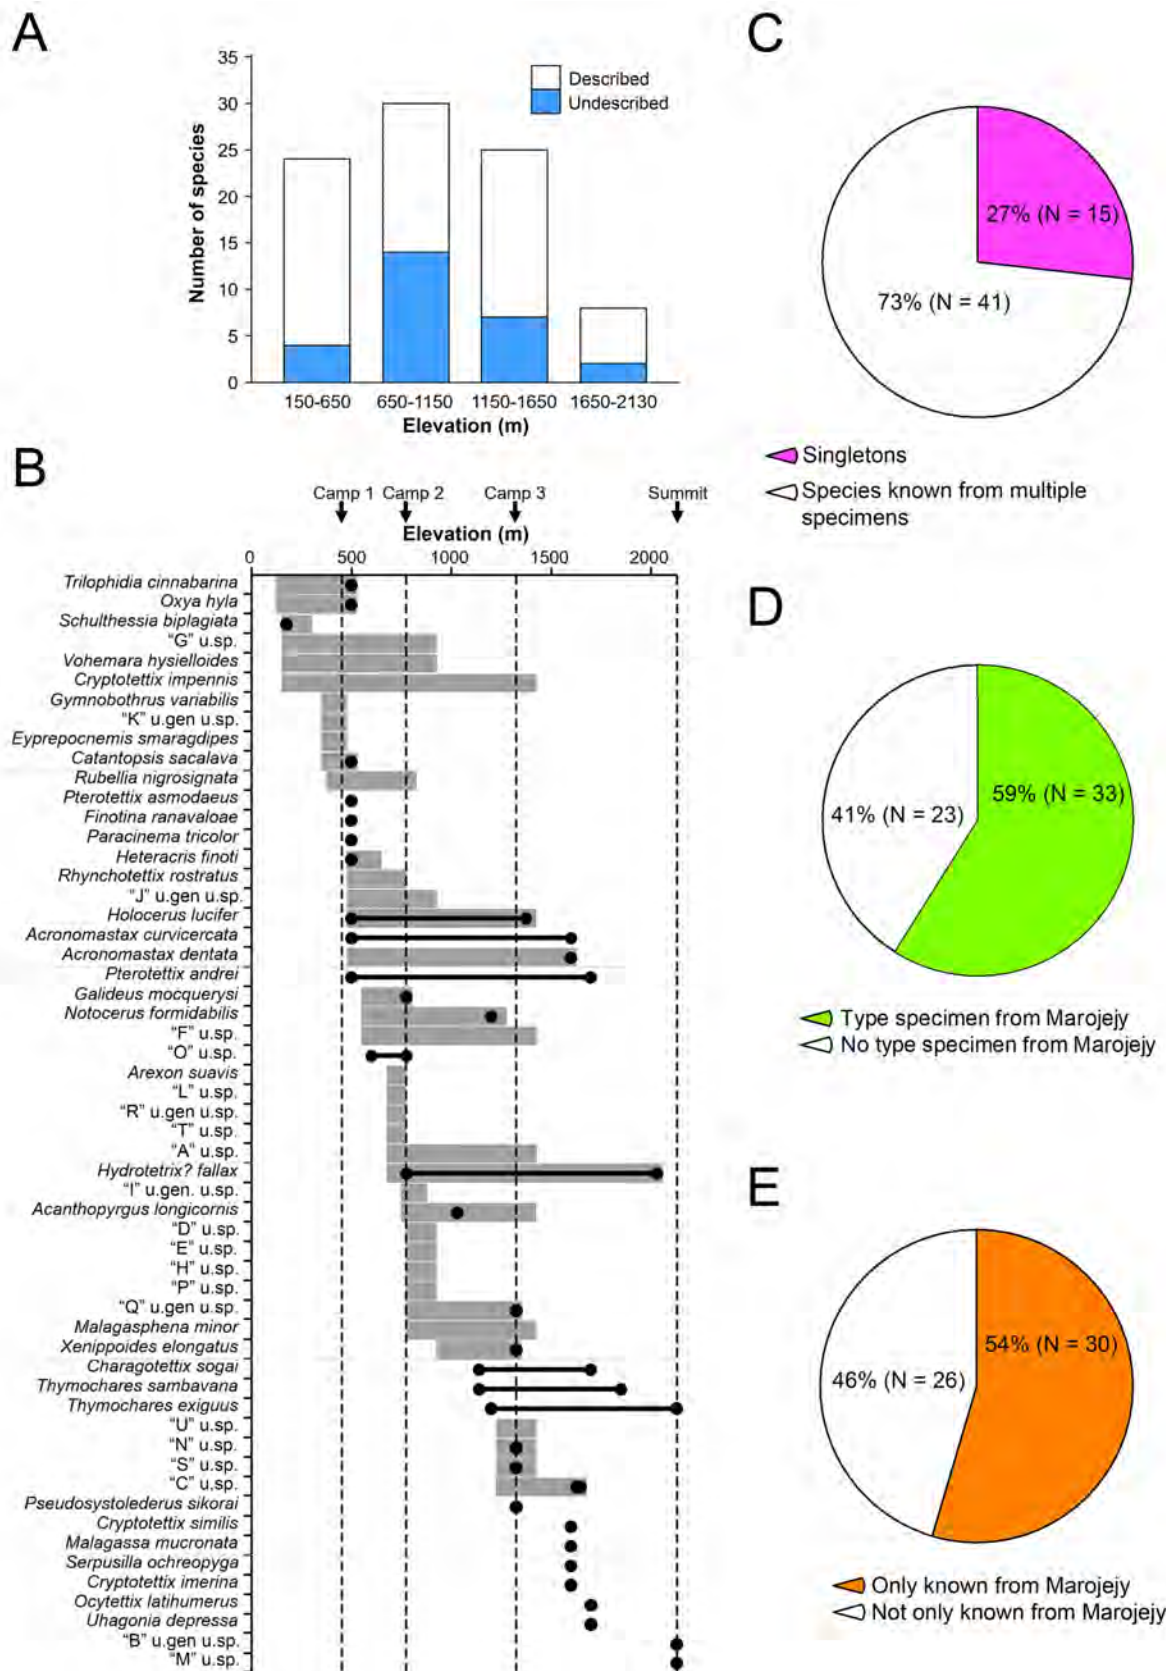 A
35
30
25
20
15
10
5
0
Number of species
Described
Undescribed
150-650 650-1150 1150-1650 1650-2130
Elevation (m)
B
Camp 1 Camp 2 Camp 3 Summit
Elevation (m)
0 500 1000 1500 2000
Trilophidia cinnabarina
Oxya hyla
Schulthessia biplagiata
“G” u.sp.
Vohemara hysielloides
Cryptotettix impennis
Gymnobothrus variabilis
“K” u.gen u.sp.
Eyprepocnemis smaragdipes
Catantopsis sacalava
Rubellia nigrosignata
Pterotettix asmodaeus
Finotina ranavaloae
Paracinema tricolor
Heteracris finoti
Rhynchotettix rostratus
“J” u.gen u.sp.
Holocerus lucifer
Acronomastax curvicercata
Acronomastax dentata
Pterotettix andrei
Galideus mocquerysi
Notocerus formidabilis
“F” u.sp.
“O” u.sp.
Arexon suavis
“L” u.sp.
“R” u.gen u.sp.
“T” u.sp.
“A” u.sp.
Hydrotetrix? fallax
“I” u.gen. u.sp.
Acanthopyrgus longicornis
“D” u.sp.
“E” u.sp.
“H” u.sp.
“P” u.sp.
“Q” u.gen u.sp.
Malagasphena minor
Xenippoides elongatus
Charagotettix sogai
Thymochares sambavana
Thymochares exiguus
“U” u.sp.
“N” u.sp.
“S” u.sp.
“C” u.sp.
Pseudosystolederus sikorai
Cryptotettix similis
Malagassa mucronata
Serpusilla ochreopyga
Cryptotettix imerina
Ocytettix latihumerus
Uhagonia depressa
“B” u.gen u.sp.
“M” u.sp.
C
27% (N = 15)
73% (N = 41)
Singletons
Species known from multiple
specimens
D
59% (N = 33)
41% (N = 23)
Type specimen from Marojejy
No type specimen from Marojejy
E
54% (N = 30)
46% (N = 26)
Only known from Marojejy
Not only known from Marojejy